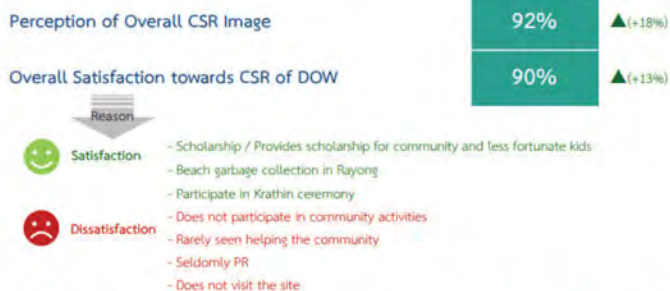 Perception of Overall CSR Image 92% ▲(+18%)
Overall Satisfaction towards CSR of DOW 90% ▲(+13%)
Reason
Satisfaction
- Scholarship / Provides scholarship for community and less fortunate kids
- Beach garbage collection in Rayong
- Participate in Krathin ceremony
Dissatisfaction
- Does not participate in community activities
- Rarely seen helping the community
- Seldomly PR
- Does not visit the site